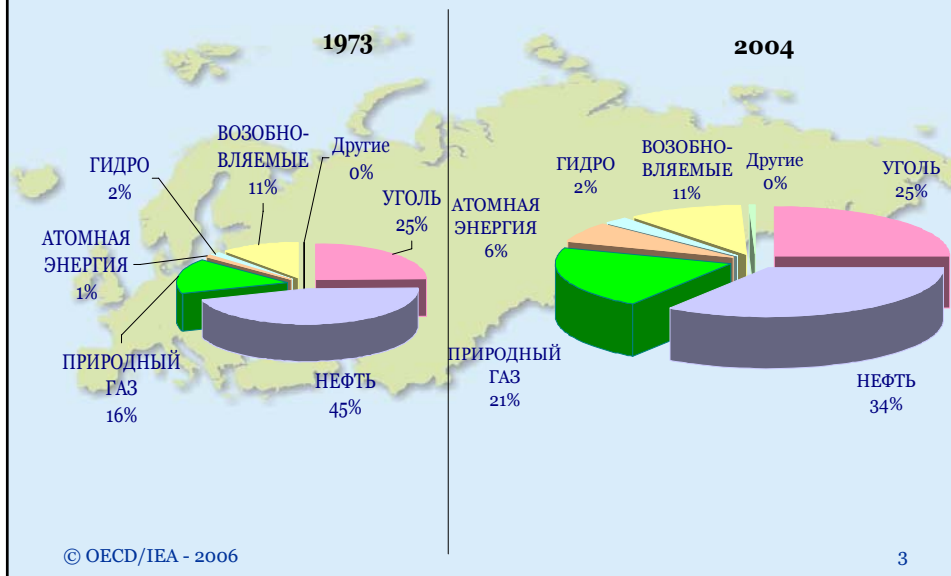 1973
ВОЗОБНО-
ВЛЯЕМЫЕ
11%
Другие
0%
ГИДРО
2%
УГОЛЬ
25%
АТОМНАЯ
ЭНЕРГИЯ
1%
ПРИРОДНЫЙ
ГАЗ
16%
НЕФТЬ
45%
2004
ВОЗОБНО-
ВЛЯЕМЫЕ
11%
Другие
0%
ГИДРО
2%
УГОЛЬ
25%
АТОМНАЯ
ЭНЕРГИЯ
6%
ПРИРОДНЫЙ
ГАЗ
21%
НЕФТЬ
34%
© OECD/IEA - 2006
3